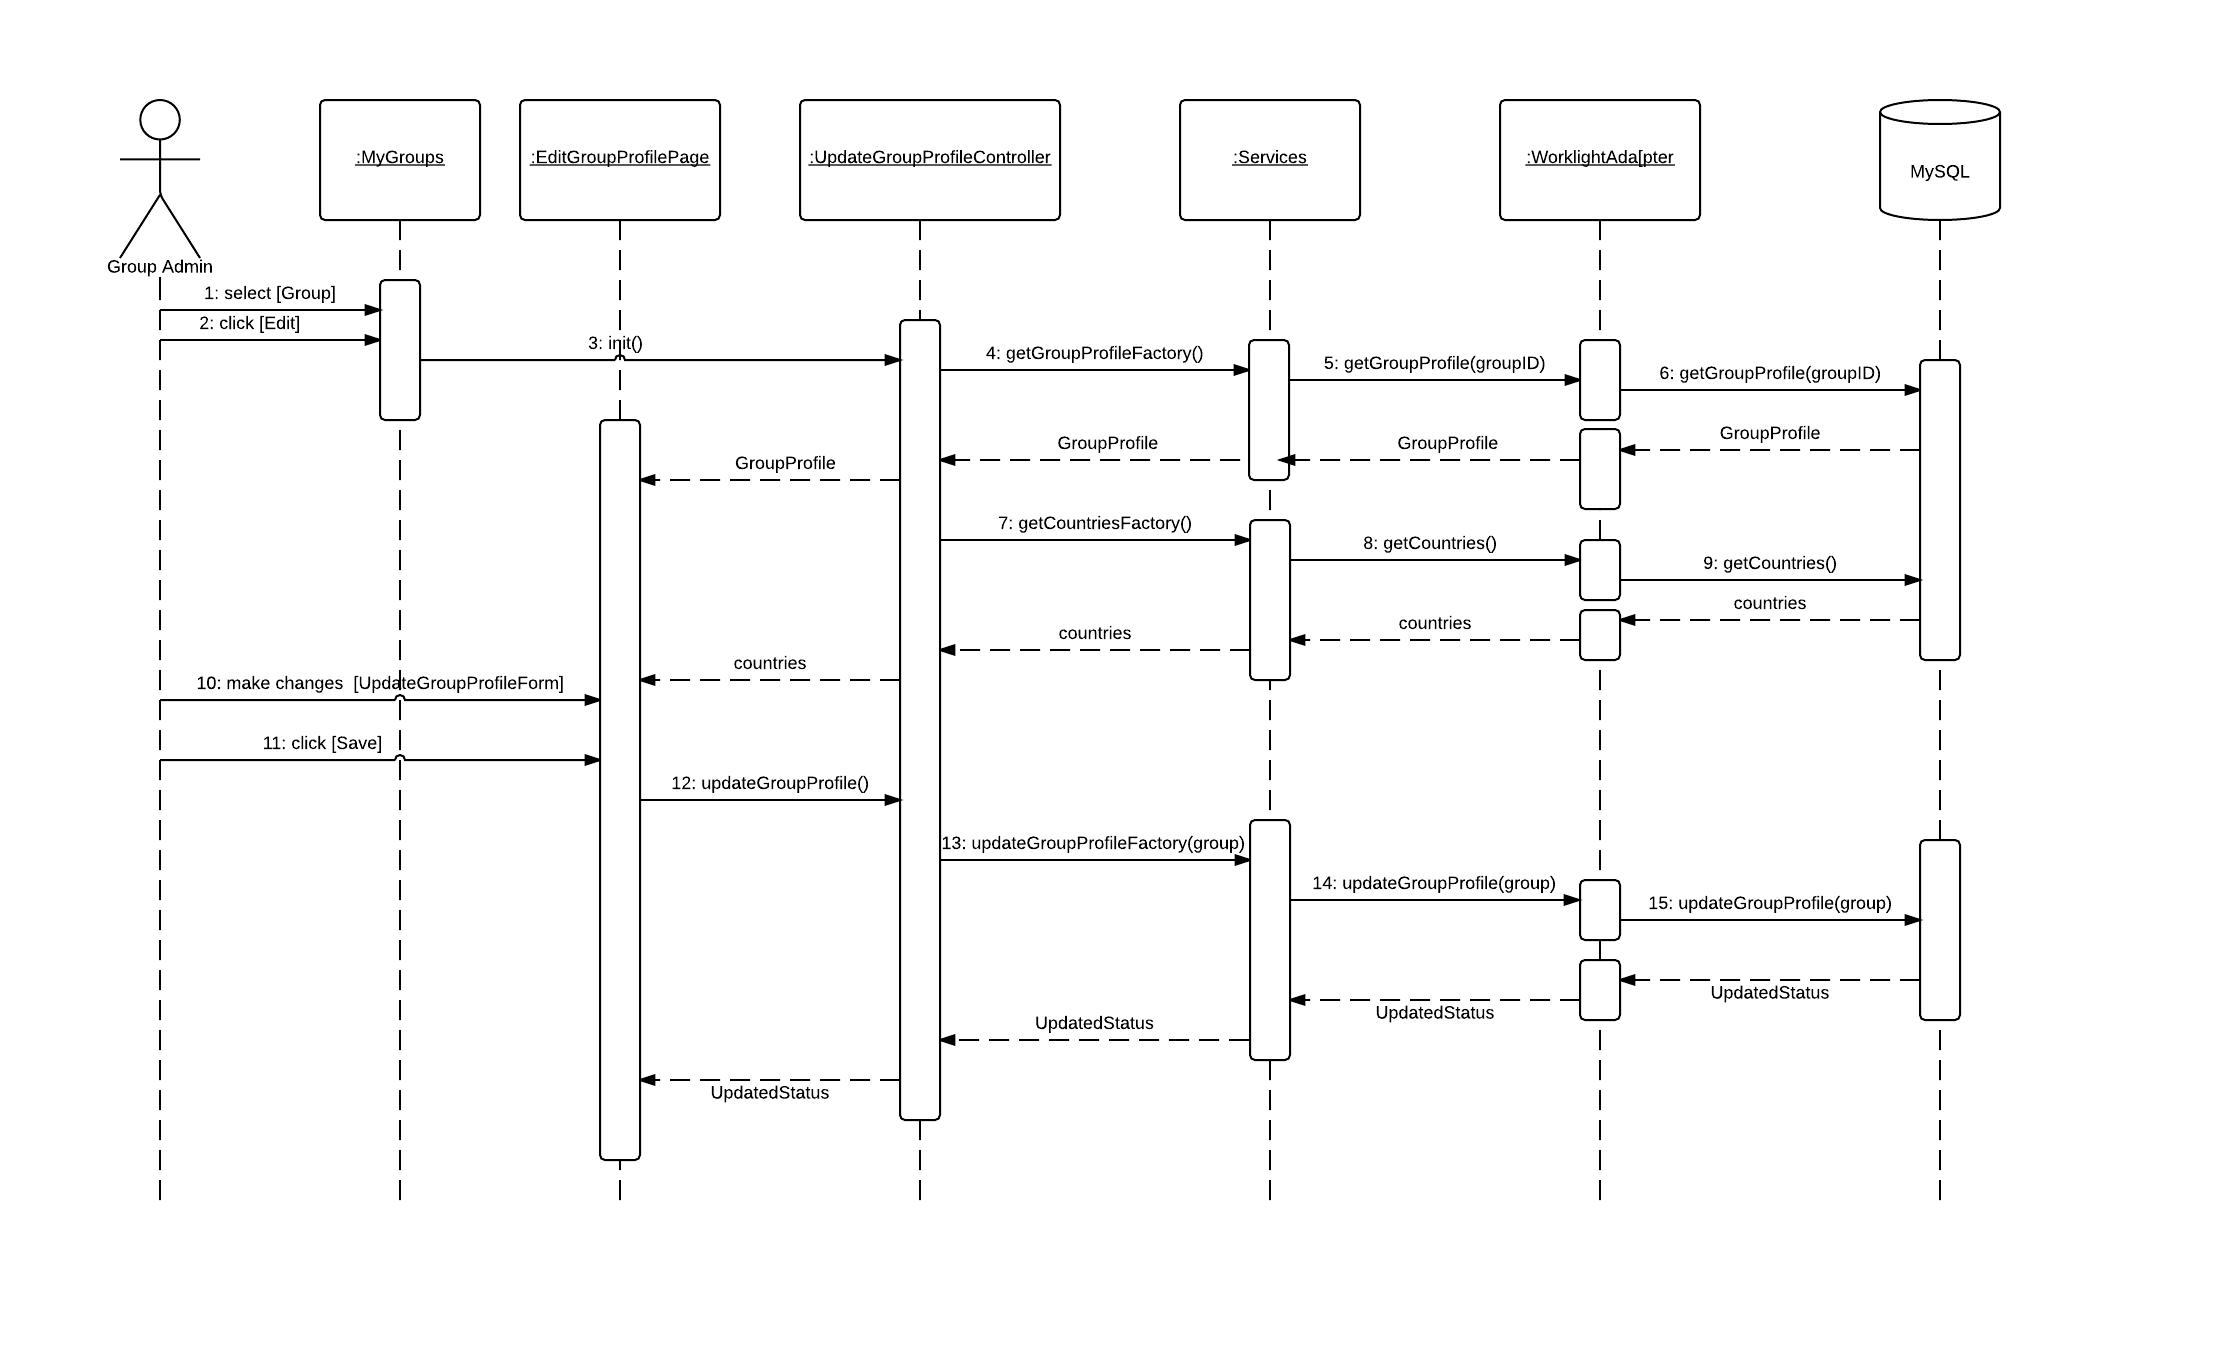 :MyGroups
:EditGroupProfilePage
:UpdateGroupProfileController
:Services
:WorklightAda[pter
MySQL
Group Admin
1: select [Group]
2: click [Edit]
3: init()
4: getGroupProfileFactory()
5: getGroupProfile(groupID)
6: getGroupProfile(groupID)
GroupProfile
GroupProfile
GroupProfile
GroupProfile
7: getCountriesFactory()
8: getCountries()
9: getCountries()
countries
countries
countries
countries
10: make changes  [UpdateGroupProfileForm]
11: click [Save]
12: updateGroupProfile()
13: updateGroupProfileFactory(group)
14: updateGroupProfile(group)
15: updateGroupProfile(group)
UpdatedStatus
UpdatedStatus
UpdatedStatus
UpdatedStatus